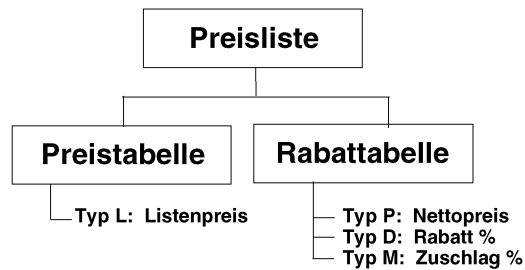 Preisliste
Preistabelle
Typ L: Listenpreis
Rabattabelle
Typ P: Nettopreis
Typ D: Rabatt %
Typ M: Zuschlag %